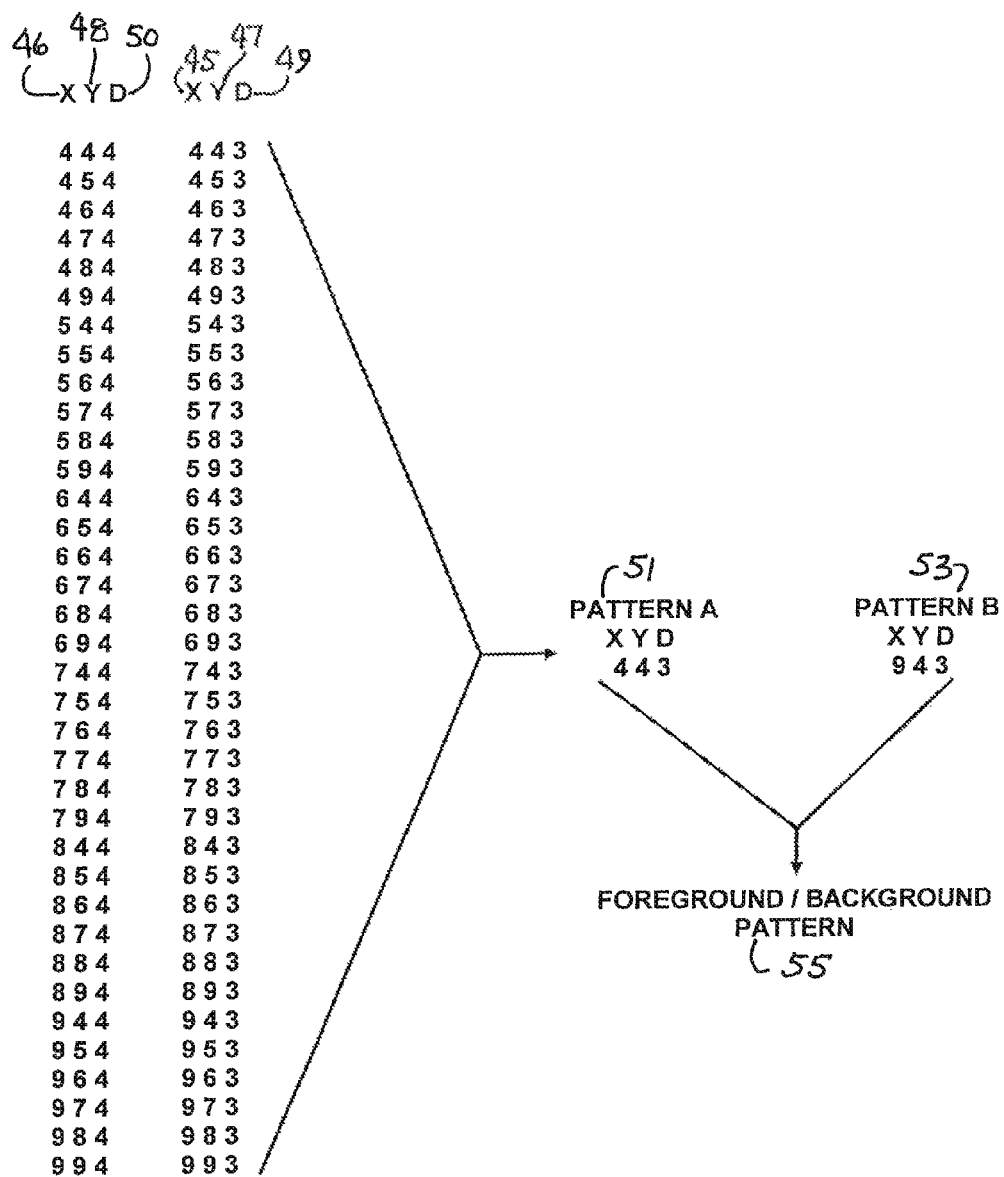 46 48 50 45 47 49
X Y D X Y D
4 4 4 4 4 3
4 5 4 4 5 3
4 6 4 4 6 3
4 7 4 4 7 3
4 8 4 4 8 3
4 9 4 4 9 3
5 4 4 5 4 3
5 5 4 5 5 3
5 6 4 5 6 3
5 7 4 5 7 3
5 8 4 5 8 3
5 9 4 5 9 3
6 4 4 6 4 3
6 5 4 6 5 3
6 6 4 6 6 3
6 7 4 6 7 3
6 8 4 6 8 3
6 9 4 6 9 3
7 4 4 7 4 3
7 5 4 7 5 3
7 6 4 7 6 3
7 7 4 7 7 3
7 8 4 7 8 3
7 9 4 7 9 3
8 4 4 8 4 3
8 5 4 8 5 3
8 6 4 8 6 3
8 7 4 8 7 3
8 8 4 8 8 3
8 9 4 8 9 3
9 4 4 9 4 3
9 5 4 9 5 3
9 6 4 9 6 3
9 7 4 9 7 3
9 8 4 9 8 3
9 9 4 9 9 3
51
PATTERN A
X Y D
4 4 3
53
PATTERN B
X Y D
9 4 3
FOREGROUND / BACKGROUND
PATTERN
55